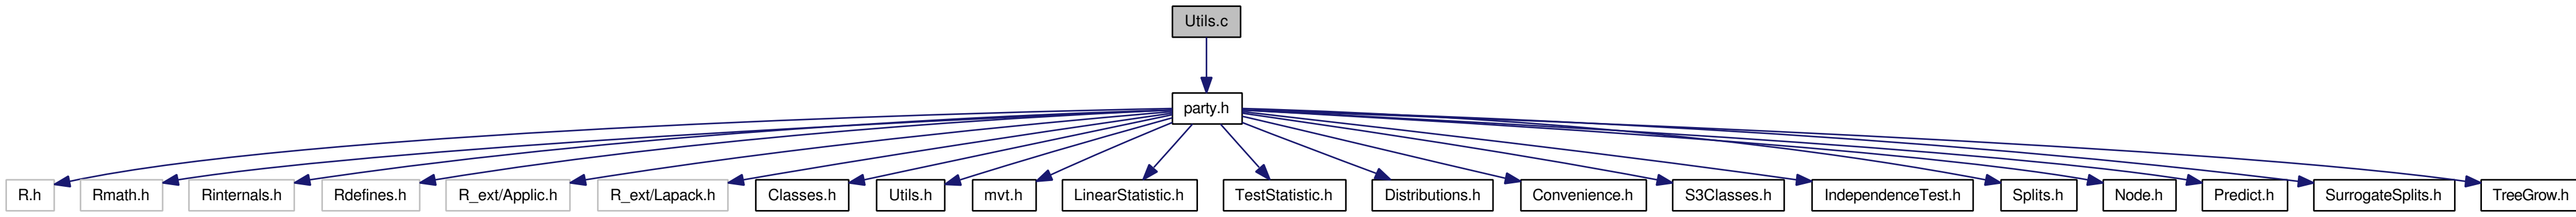 Utils.c
party.h
R.h
Rmath.h
Rinternals.h
Rdefines.h
R_ext/Applic.h
R_ext/Lapack.h
Classes.h
Utils.h
mvt.h
LinearStatistic.h
TestStatistic.h
Distributions.h
Convenience.h
S3Classes.h
IndependenceTest.h
Splits.h
Node.h
Predict.h
SurrogateSplits.h
TreeGrow.h